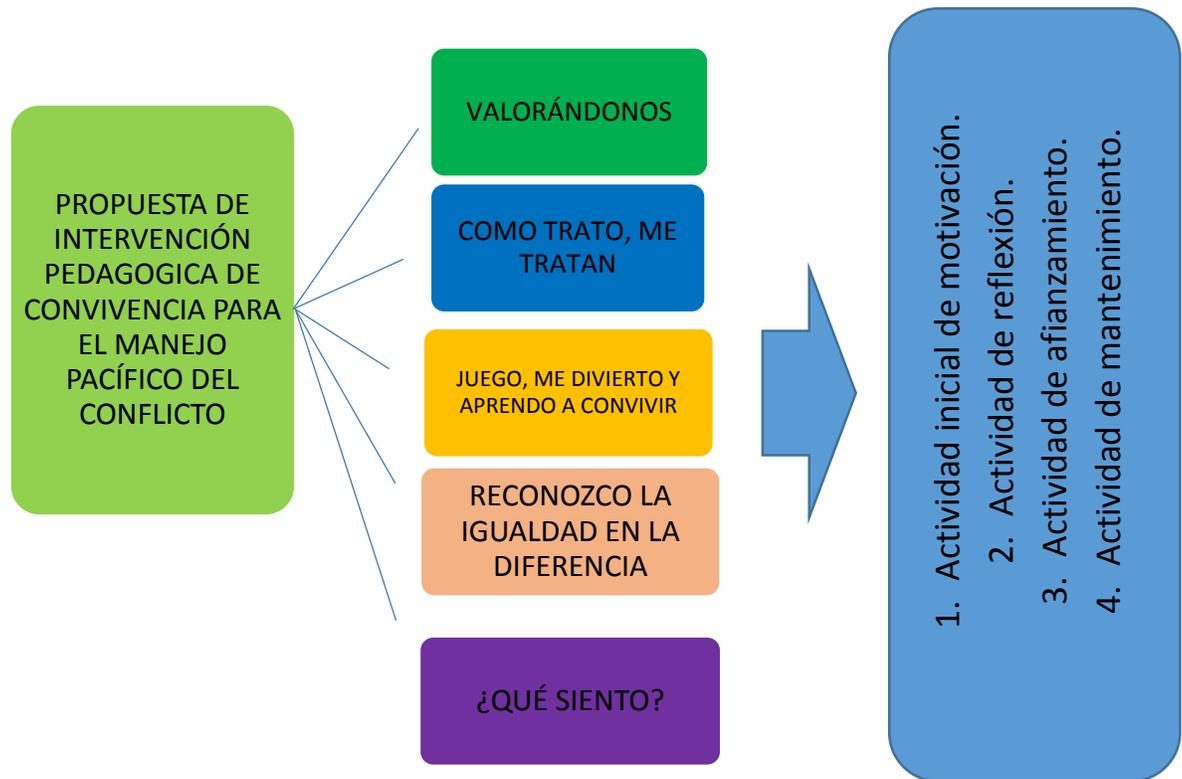 PROPUESTA DE
INTERVENCIÓN
PEDAGOGICA DE
CONVIVENCIA PARA
EL MANEJO
PACÍFICO DEL
CONFLICTO
VALORÁNDONOS
COMO TRATO, ME
TRATAN
JUEGO, ME DIVIERTO Y
APRENDO A CONVIVIR
RECONOZCO LA
IGUALDAD EN LA
DIFERENCIA
¿QUÉ SIENTO?
1. Actividad inicial de motivación.
2. Actividad de reflexión.
3. Actividad de afianzamiento.
4. Actividad de mantenimiento.